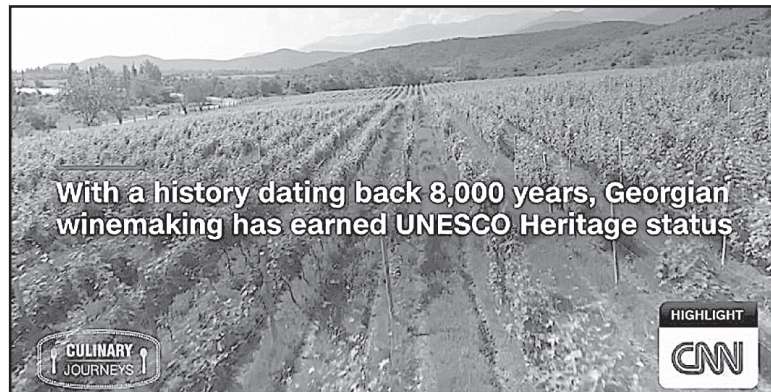 With a history dating back 8,000 years, Georgian
winemaking has earned UNESCO Heritage status
CULINARY
JOURNEYS
HIGHLIGHT
CNN